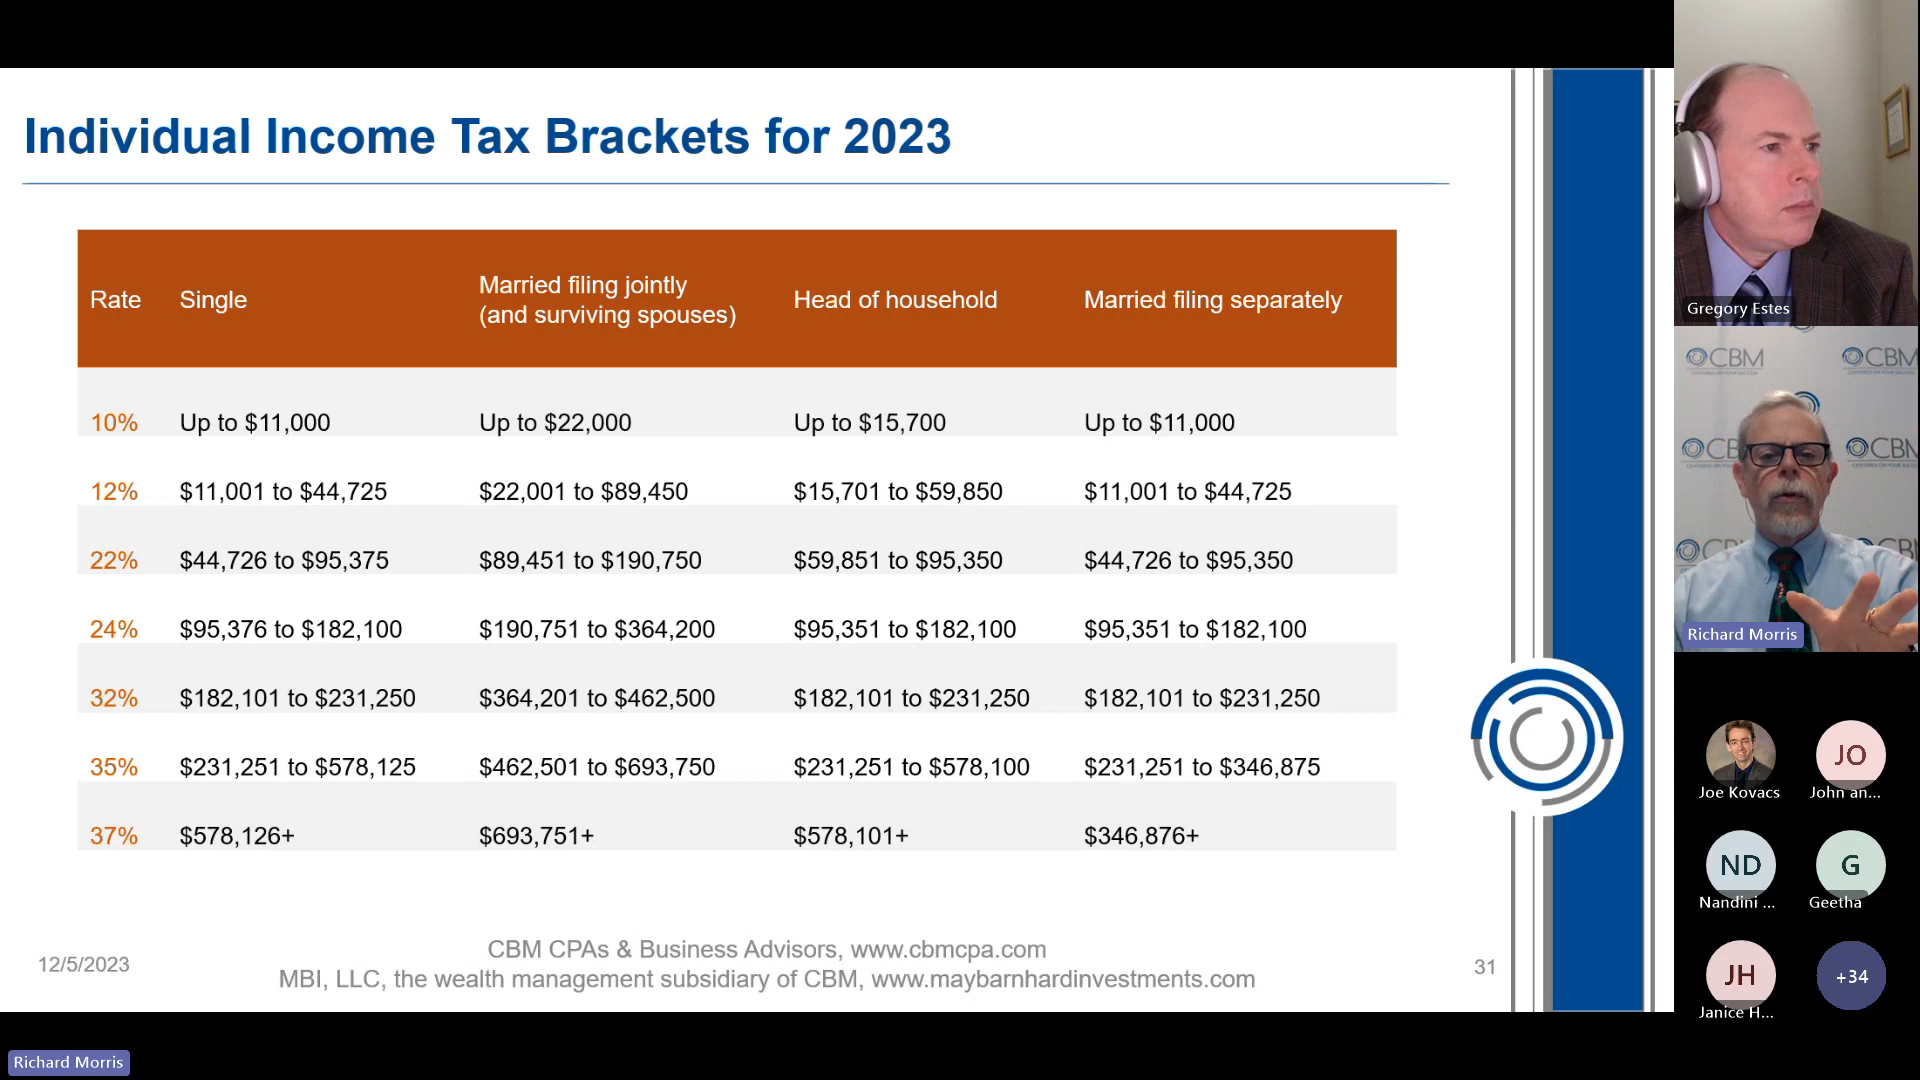 Individual Income Tax Brackets for 2023
Rate Single Married filing jointly (and surviving spouses) Head of household Married filing separately
10% Up to $11,000 Up to $22,000 Up to $15,700 Up to $11,000
12% $11,001 to $44,725 $22,001 to $89,450 $15,701 to $59,850 $11,001 to $44,725
22% $44,726 to $95,375 $89,451 to $190,750 $59,851 to $95,350 $44,726 to $95,350
24% $95,376 to $182,100 $190,751 to $364,200 $95,351 to $182,100 $95,351 to $182,100
32% $182,101 to $231,250 $364,201 to $462,500 $182,101 to $231,250 $182,101 to $231,250
35% $231,251 to $578,125 $462,501 to $693,750 $231,251 to $578,100 $231,251 to $346,875
37% $578,126+ $693,751+ $578,101+ $346,876+
12/5/2023
CBM CPAs & Business Advisors, www.cbmcpa.com
MBI, LLC, the wealth management subsidiary of CBM, www.maybarnhardinvestments.com
31
Richard Morris
Gregory Estes
CBM CBM
CBM
Richard Morris
JO
Joe Kovacs John an...
ND G
Nandini ... Geetha
JH +34
Janice H...